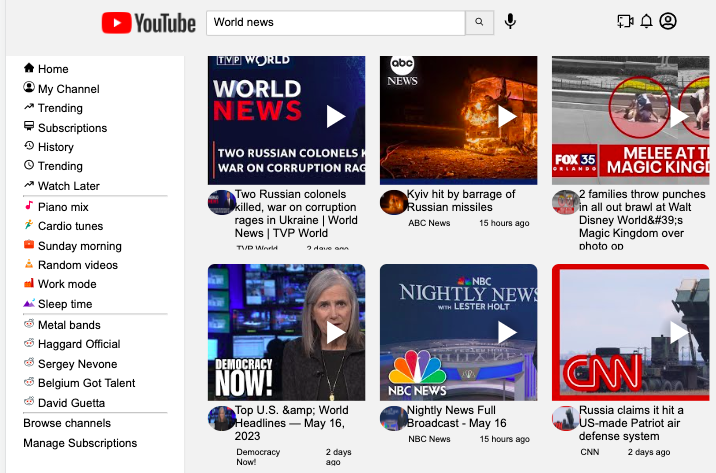 YouTube
World news
Home
My Channel
Trending
Subscriptions
History
Trending
Watch Later
Piano mix
Cardio tunes
Sunday morning
Random videos
Work mode
Sleep time
Metal bands
Haggard Official
Sergey Nevone
Belgium Got Talent
David Guetta
Browse channels
Manage Subscriptions
TVP WORLD
WORLD
NEWS
TWO RUSSIAN COLONELS K
WAR ON CORRUPTION RAG
Two Russian colonels
killed, war on corruption
rages in Ukraine | World
News | TVP World
TVP World 2 days ago
abc
NEWS
Kyiv hit by barrage of
Russian missiles
ABC News 15 hours ago
FOX 35
ORLANDO
MELEE AT T
MAGIC KINGD
2 families throw punches
in all out brawl at Walt
Disney World&#39;s
Magic Kingdom over
photo op
DEMOCRACY
NOW!
Top U.S. &amp; World
Headlines — May 16,
2023
Democracy
Now!
2 days
ago
NBC
NIGHTLY NEWS
WITH LESTER HOLT
NBC NEWS
Nightly News Full
Broadcast - May 16
NBC News 15 hours ago
CNN
Russia claims it hit a
US-made Patriot air
defense system
CNN 2 days ago